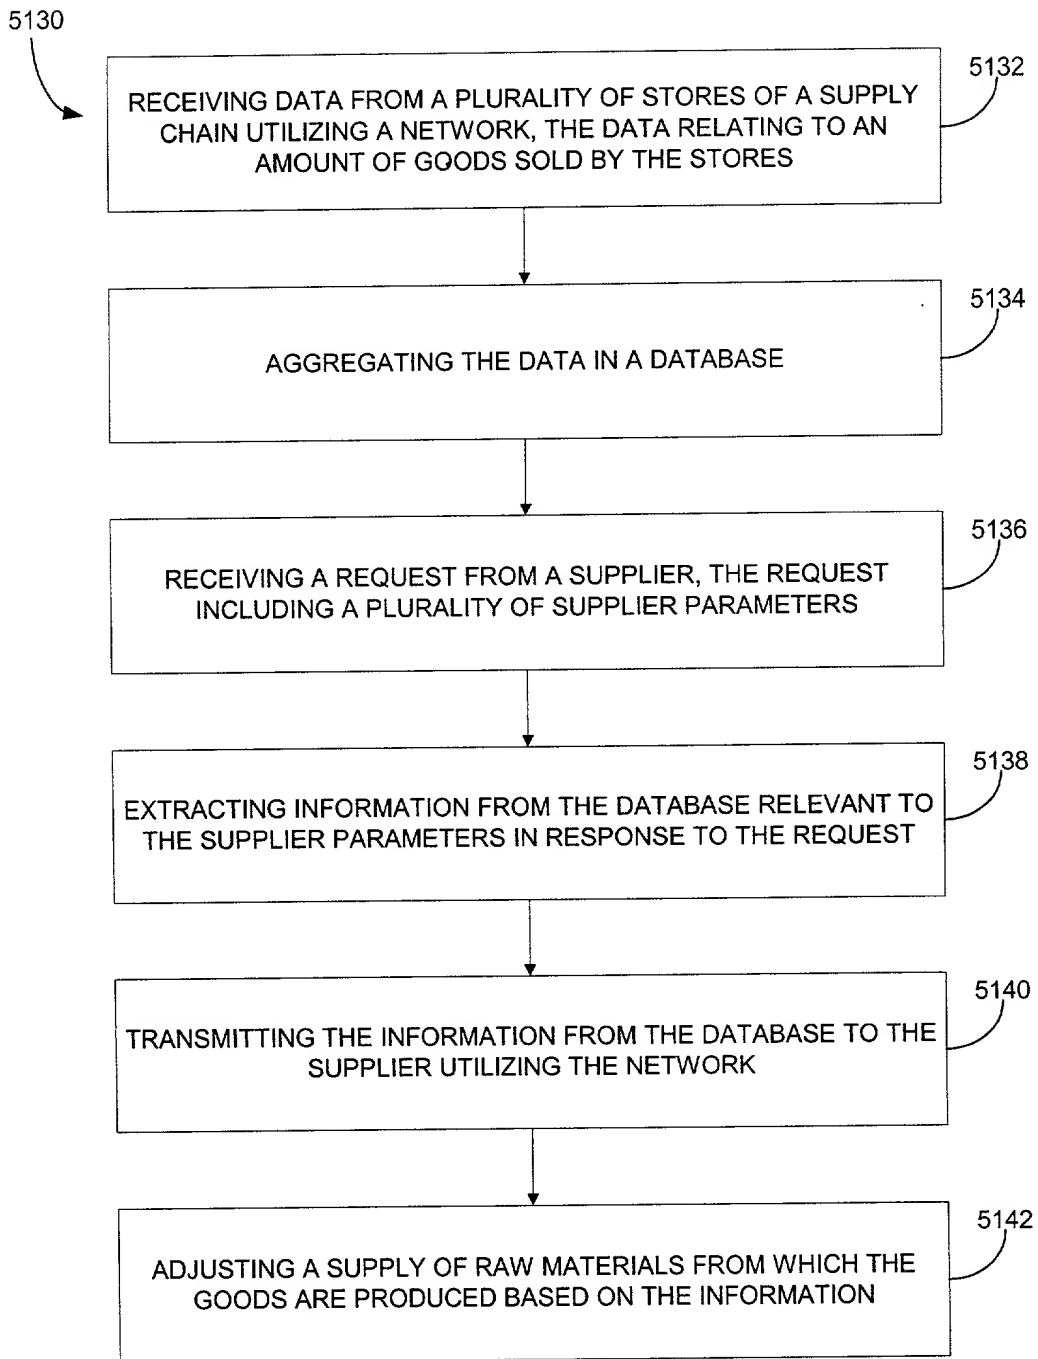 5130
5132
RECEIVING DATA FROM A PLURALITY OF STORES OF A SUPPLY
CHAIN UTILIZING A NETWORK, THE DATA RELATING TO AN
AMOUNT OF GOODS SOLD BY THE STORES
5134
AGGREGATING THE DATA IN A DATABASE
5136
RECEIVING A REQUEST FROM A SUPPLIER, THE REQUEST
INCLUDING A PLURALITY OF SUPPLIER PARAMETERS
5138
EXTRACTING INFORMATION FROM THE DATABASE RELEVANT TO
THE SUPPLIER PARAMETERS IN RESPONSE TO THE REQUEST
5140
TRANSMITTING THE INFORMATION FROM THE DATABASE TO THE
SUPPLIER UTILIZING THE NETWORK
5142
ADJUSTING A SUPPLY OF RAW MATERIALS FROM WHICH THE
GOODS ARE PRODUCED BASED ON THE INFORMATION